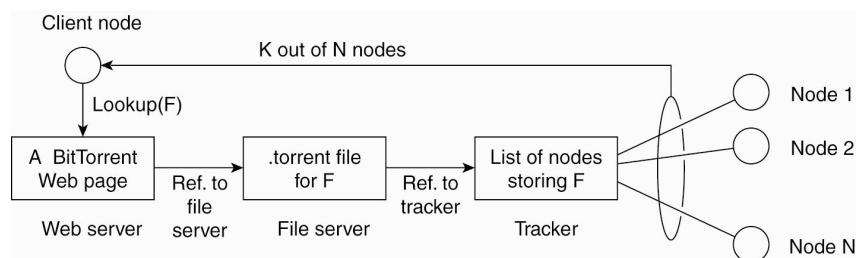 Client node
K out of N nodes
Lookup(F)
Node 1
A BitTorrent
Web page
Ref. to
file
server
.torrent file
for F
Ref. to
tracker
List of nodes
storing F
Node 2
Web server
File server
Tracker
Node N